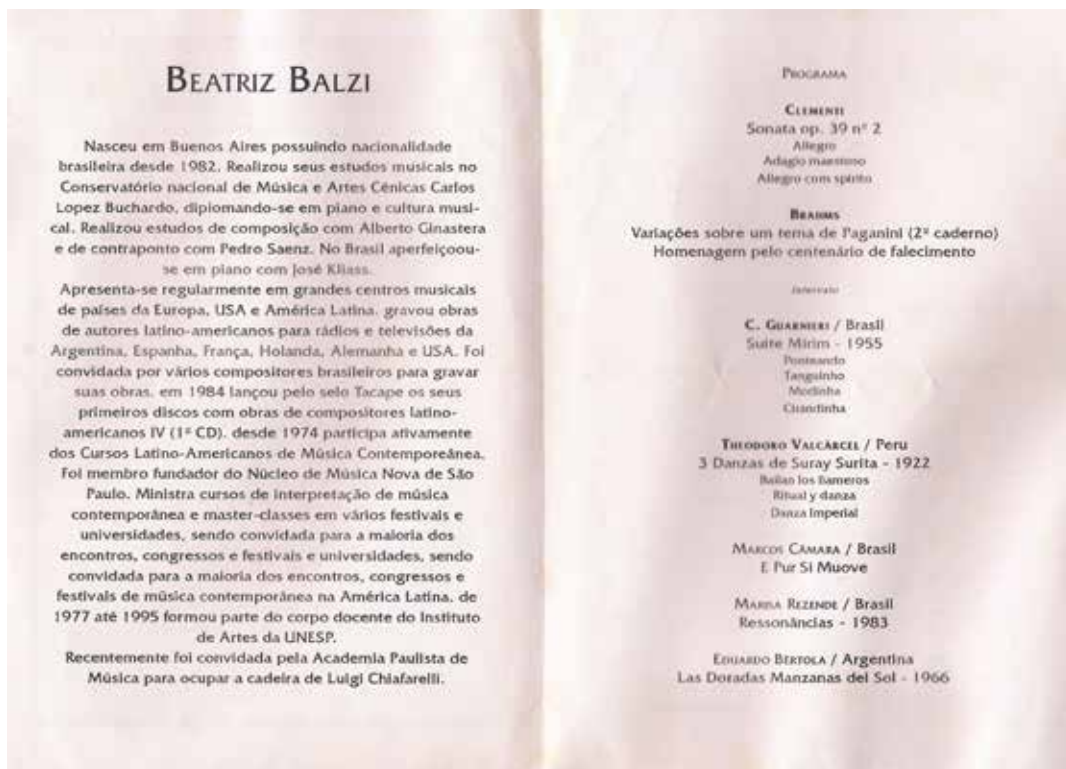 BEATRIZ BALZI
Nasceu em Buenos Aires possuindo nacionalidade
brasileira desde 1982. Realizou seus estudos musicais no
Conservatório nacional de Música e Artes Cênicas Carlos
Lopez Buchardo, diplomando-se em piano e cultura musi-
cal. Realizou estudos de composição com Alberto Ginastera
e de contraponto com Pedro Saenz. No Brasil aperfeiçoou-
se em piano com José Kliass.
Apresenta-se regularmente em grandes centros musicais
de países da Europa, USA e América Latina. gravou obras
de autores latino-americanos para rádios e televisões da
Argentina, Espanha, França, Holanda, Alemanha e USA. Foi
convidada por vários compositores brasileiros para gravar
suas obras. em 1984 lançou pelo selo Tacape os seus
primeiros discos com obras de compositores latino-
americanos IV (1º CD). desde 1974 participa ativamente
dos Cursos Latino-Americanos de Música Contemporeânea.
Foi membro fundador do Núcleo de Música Nova de São
Paulo. Ministra cursos de interpretação de música
contemporânea e master-classes em vários festivais e
universidades, sendo convidada para a maioria dos
encontros, congressos e festivais e universidades, sendo
convidada para a maioria dos encontros, congressos e
festivais de música contemporânea na América Latina. de
1977 até 1995 formou parte do corpo docente do Instituto
de Artes da UNESP.
Recentemente foi convidada pela Academia Paulista de
Música para ocupar a cadeira de Luigi Chiafarelli.
PROGRAMA
CLEMENTI
Sonata op. 39 nº 2
Allegro
Adagio maestoso
Allegro com spirito
BRAHMS
Variações sobre um tema de Paganini (2º caderno)
Homenagem pelo centenário de falecimento
Intervalo
C. GUARNIERI / Brasil
Suite Mirim - 1955
Ponteando
Tanguinho
Modinha
Cirandinha
THEODORO VALCÁRCEL / Peru
3 Danzas de Suray Surita - 1922
Bailan los llameros
Ritual y danza
Danza Imperial
MARCOS CÂMARA / Brasil
E Pur Si Muove
MARISA REZENDE / Brasil
Ressonâncias - 1983
EDUARDO BERTOLA / Argentina
Las Doradas Manzanas del Sol - 1966